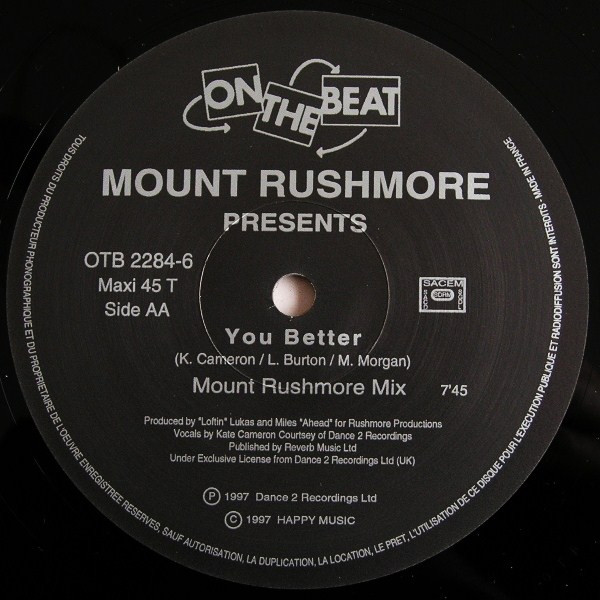 ON THE BEAT
MOUNT RUSHMORE
PRESENTS
OTB 2284-6
Maxi 45 T
Side AA
SACEM
SDRM
SACD
You Better
(K. Cameron / L. Burton / M. Morgan)
Mount Rushmore Mix 7'45
Produced by "Loftin" Lukas and Miles "Ahead" for Rushmore Productions
Vocals by Kate Cameron Courtsey of Dance 2 Recordings
Published by Reverb Music Ltd
Under Exclusive License from Dance 2 Recordings Ltd (UK)
Ⓟ 1997 Dance 2 Recordings Ltd
© 1997 HAPPY MUSIC
TOUS DROITS DU PRODUCTEUR PHONOGRAPHIQUE ET DU PROPRIETAIRE DE L'OEUVRE ENREGISTREE RESERVES, SAUF AUTORISATION, LA DUPLICATION, LA LOCATION, LE PRET, L'UTILISATION DE CE DISQUE POUR L'EXECUTION PUBLIQUE ET RADIODIFFUSION SONT INTERDITS - MADE IN FRANCE